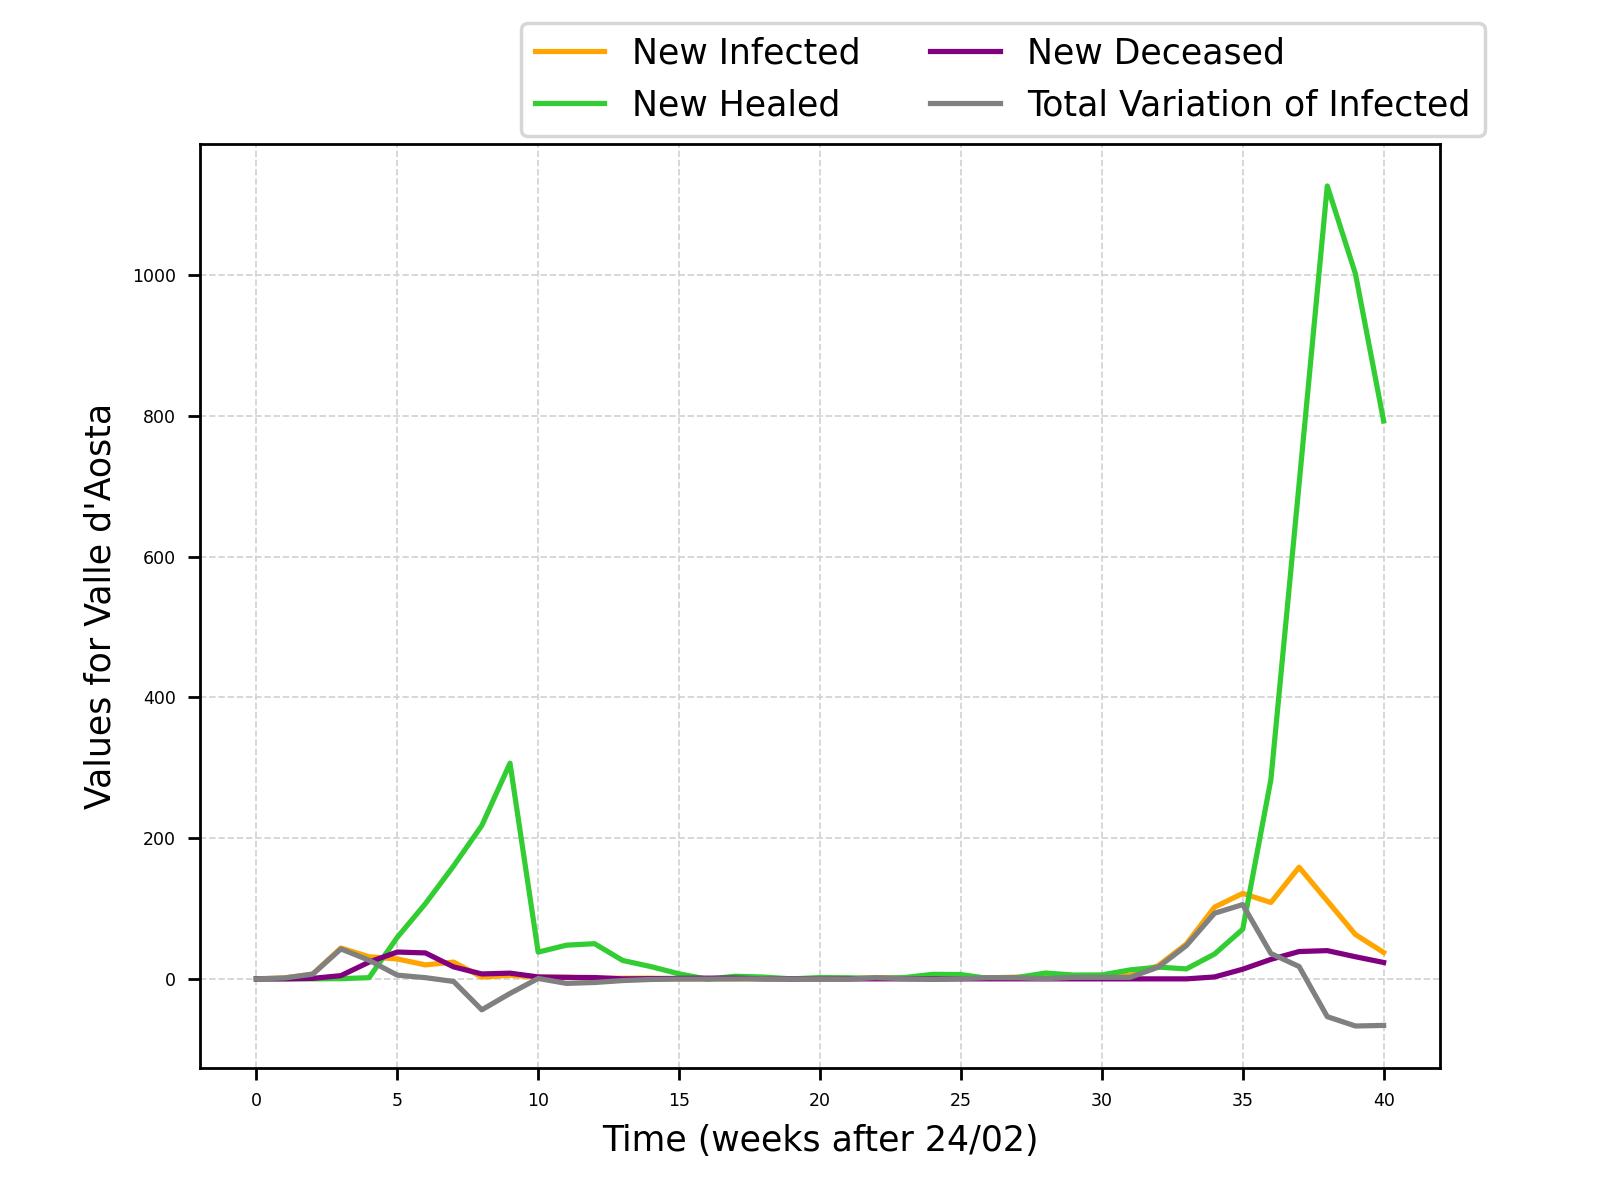 New Infected
New Healed
New Deceased
Total Variation of Infected
Values for Valle d'Aosta
1000
800
600
400
200
0
0 5 10 15 20 25 30 35 40
Time (weeks after 24/02)